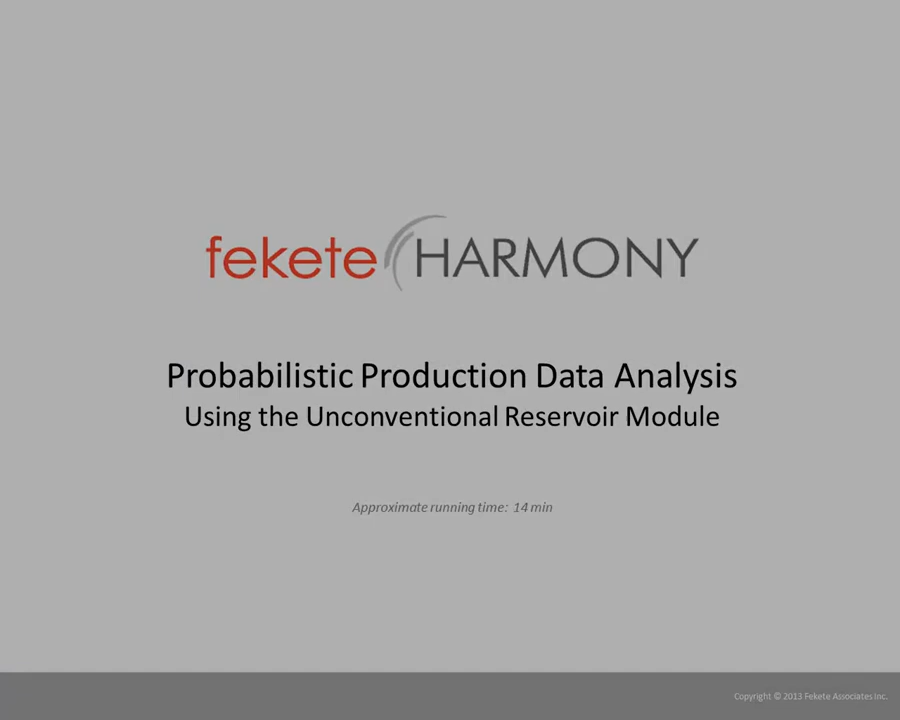 fekete HARMONY
Probabilistic Production Data Analysis
Using the Unconventional Reservoir Module
Approximate running time: 14 min
Copyright © 2013 Fekete Associates Inc.